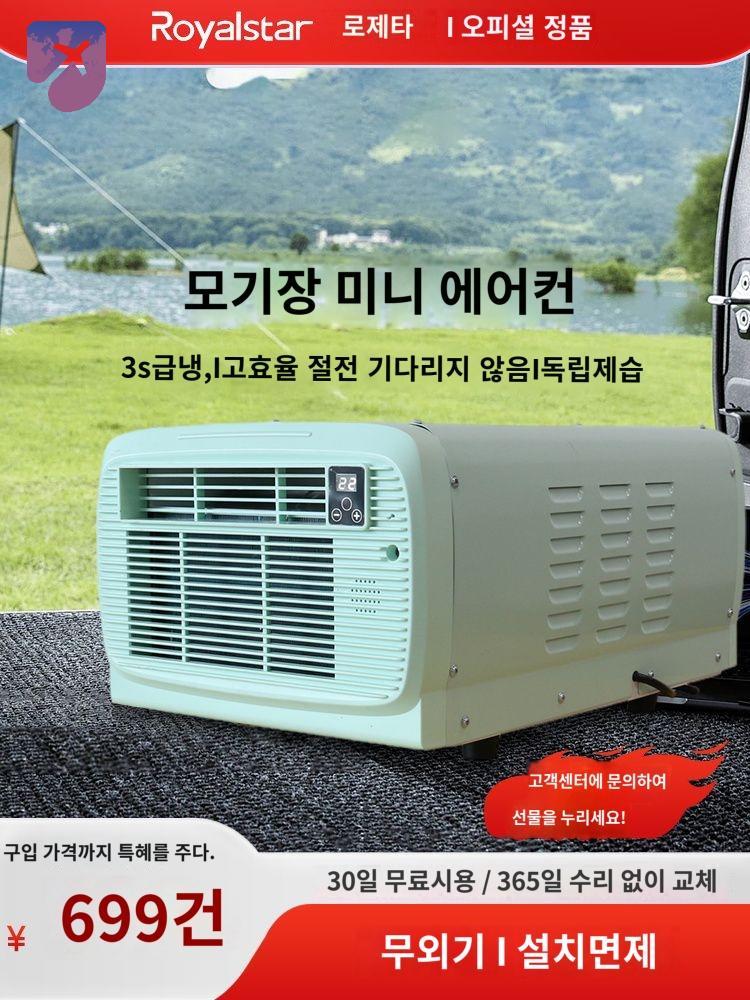 Royalstar 로제타 I 오피셜 정품
모기장 미니 에어컨
3s급냉,I고효율 절전 기다리지 않음I독립제습
22
고객센터에 문의하여
선물을 누리세요!
구입 가격까지 특혜를 주다.
¥ 699건
30일 무료시용 / 365일 수리 없이 교체
무외기 I 설치면제